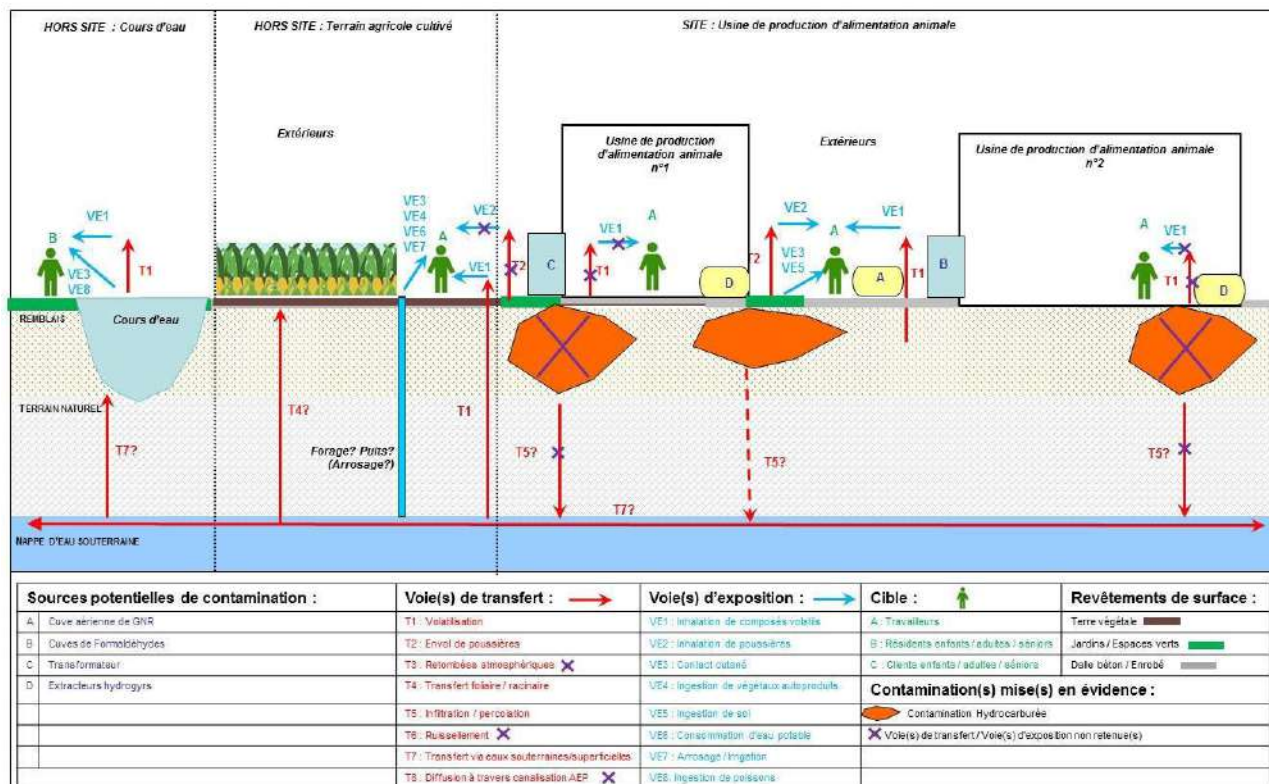 HORS SITE : Cours d'eau
HORS SITE : Terrain agricole cultivé
SITE : Usine de production d'alimentation animale
Extérieurs
Usine de production
d'alimentation animale
n°1
Extérieurs
Usine de production d'alimentation animale
n°2
B
VE1
VE3
VE8
T1
VE3
VE4
VE6
VE7
A
VE2
VE1
T2
C
VE1
T1
A
D
T2
VE2
VE3
VE5
A
VE1
A
T1
B
A
VE1
T1
D
REMBLAIS
Cours d'eau
TERRAIN NATUREL
T7?
T4?
Forage? Puits?
(Arrosage?)
T1
T5?
T7?
T5?
T5?
NAPPE D'EAU SOUTERRAINE
Sources potentielles de contamination :
A Cuve aérienne de GNR
B Cuves de Formaldéhydes
C Transformateur
D Extracteurs hydrogyrs
Voie(s) de transfert :
T1 : Volatilisation
T2 : Envol de poussières
T3 : Retombées atmosphériques
T4 : Transfert foliaire / racinaire
T5 : Infiltration / percolation
T6 : Ruissellement
T7 : Transfert via eaux souterraines/superficielles
T8 : Diffusion à travers canalisation AEP
Voie(s) d'exposition :
VE1 : Inhalation de composés volatils
VE2 : Inhalation de poussières
VE3 : Contact cutané
VE4 : Ingestion de végétaux autoproduits
VE5 : Ingestion de sol
VE6 : Consommation d'eau potable
VE7 : Arrosage / Irrigation
VE8: Ingestion de poissons
Cible :
A : Travailleurs
B : Résidents enfants / adultes / séniors
C : Clients enfants / adultes / séniors
Revêtements de surface :
Terre végétale
Jardins / Espaces verts
Dalle béton / Enrobé
Contamination(s) mise(s) en évidence :
Contamination Hydrocarburée
Voie(s) de transfert / Voie(s) d'exposition non retenue(s)